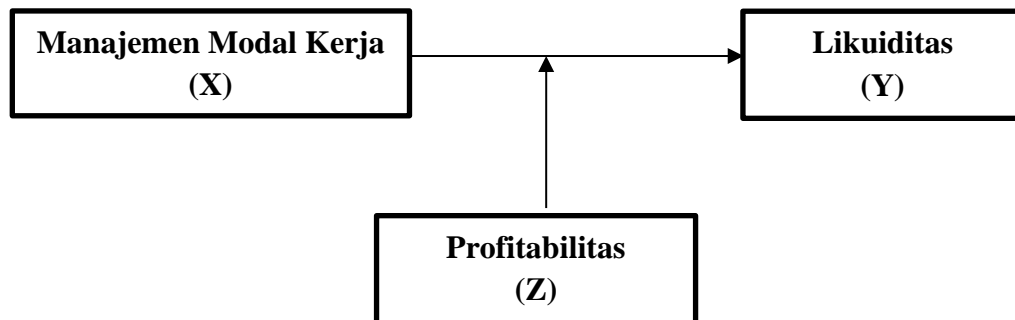 Manajemen Modal Kerja
(X)
Likuiditas
(Y)
Profitabilitas
(Z)